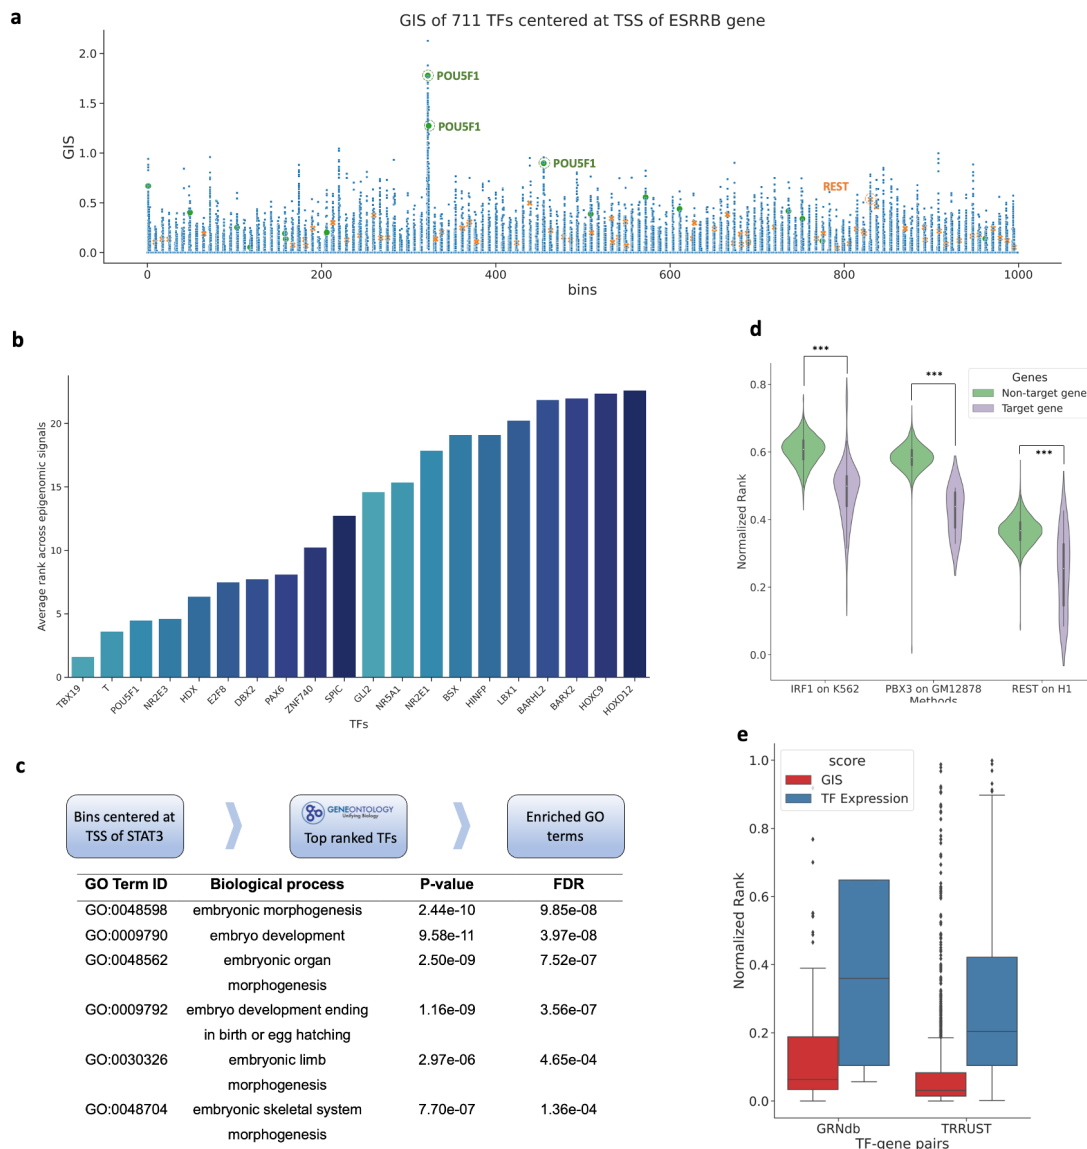 a
GIS of 711 TFs centered at TSS of ESRRB gene
2.0
1.5
1.0
0.5
0.0
GIS
POU5F1
POU5F1
POU5F1
REST
0 200 400 600 800 1000
bins
b
20
15
10
5
0
Average rank across epigenomic signals
TBX19 T POU5F1 NR2E3 HDX E2F8 DBX2 PAX6 ZNF740 SPIC GLI2 NR5A1 NR2E1 BSX HINFP LBX1 BARHL2 BARX2 HOXC9 HOXD12
TFs
c
Bins centered at
TSS of STAT3
GENEONTOLOGY
Unifying Biology
Top ranked TFs
Enriched GO
terms
GO Term ID Biological process P-value FDR
GO:0048598 embryonic morphogenesis 2.44e-10 9.85e-08
GO:0009790 embryo development 9.58e-11 3.97e-08
GO:0048562 embryonic organ 2.50e-09 7.52e-07
morphogenesis
GO:0009792 embryo development ending 1.16e-09 3.56e-07
in birth or egg hatching
GO:0030326 embryonic limb 2.97e-06 4.65e-04
morphogenesis
GO:0048704 embryonic skeletal system 7.70e-07 1.36e-04
morphogenesis
d
0.8
0.6
0.4
0.2
0.0
Normalized Rank
***
***
***
Genes
Non-target gene
Target gene
IRF1 on K562 PBX3 on GM12878 REST on H1
Methods
e
1.0
0.8
0.6
0.4
0.2
0.0
Normalized Rank
score
GIS
TF Expression
GRNdb TRRUST
TF-gene pairs